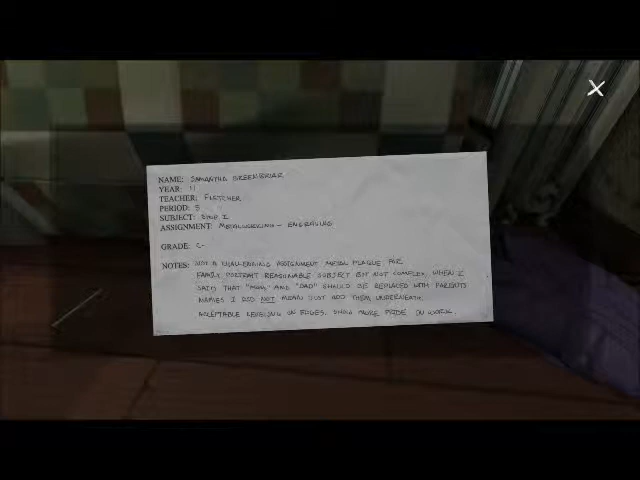 NAME: SAMANTHA GREENBRIAR
YEAR: 11
TEACHER: FLETCHER
PERIOD: 5
SUBJECT: SHOP I
ASSIGNMENT: METALWORKING - ENGRAVING
GRADE: C-
NOTES: NOT A CHALLENGING ASSIGNMENT. METAL PLAQUE FOR
FAMILY PORTRAIT REASONABLE SUBJECT BUT NOT COMPLEX. WHEN I
SAID THAT "MOM" AND "DAD" SHOULD BE REPLACED WITH PARENTS
NAMES I DID NOT MEAN JUST ADD THEM UNDERNEATH.
ACCEPTABLE BEVELING ON EDGES. SHOW MORE PRIDE IN WORK.